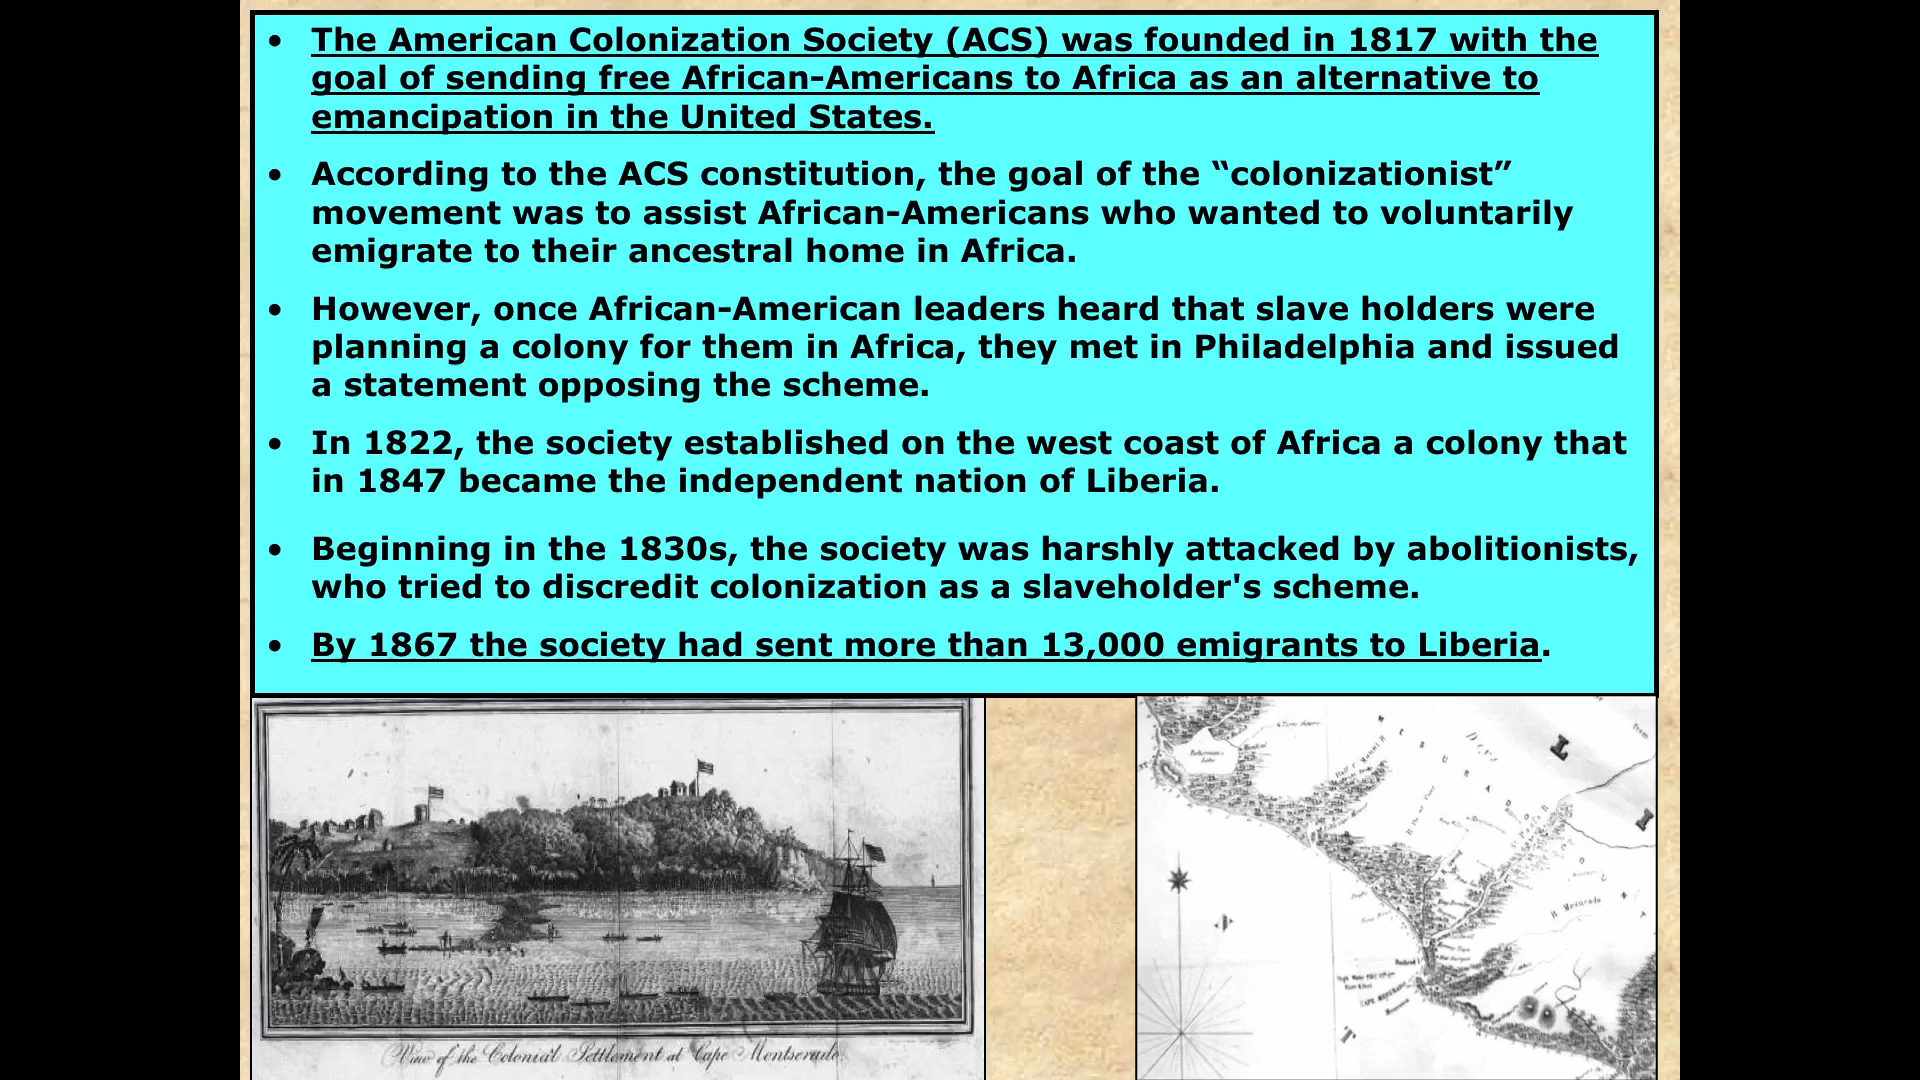 • The American Colonization Society (ACS) was founded in 1817 with the
goal of sending free African-Americans to Africa as an alternative to
emancipation in the United States.
• According to the ACS constitution, the goal of the “colonizationist”
movement was to assist African-Americans who wanted to voluntarily
emigrate to their ancestral home in Africa.
• However, once African-American leaders heard that slave holders were
planning a colony for them in Africa, they met in Philadelphia and issued
a statement opposing the scheme.
• In 1822, the society established on the west coast of Africa a colony that
in 1847 became the independent nation of Liberia.
• Beginning in the 1830s, the society was harshly attacked by abolitionists,
who tried to discredit colonization as a slaveholder's scheme.
• By 1867 the society had sent more than 13,000 emigrants to Liberia.
View of the Colonial Settlement at Cape Montserado.
L
I
R Mesurado
CAPE MESURADO